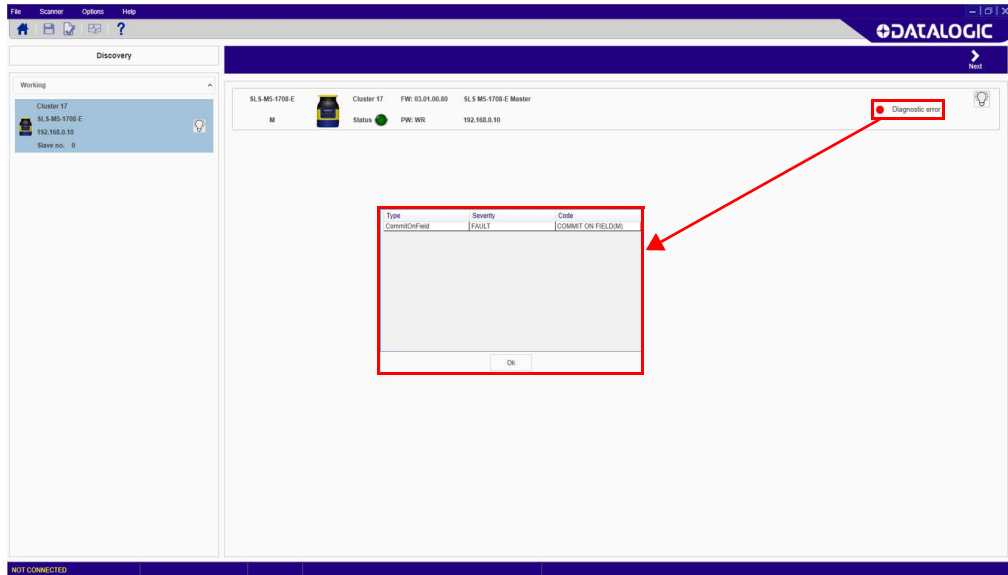 File Scanner Options Help
DATALOGIC
Discovery
Next
Working
Cluster 17
SLS-M5-1708-E
192.168.0.10
Slave no. 0
SLS-M5-1708-E Cluster 17 FW: 03.01.00.80 SLS M5-1708-E Master
M Status PW: WR 192.168.0.10
Diagnostic error
Type Severity Code
CommitOnField FAULT COMMIT ON FIELD(M)
Ok
NOT CONNECTED